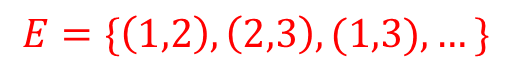 E = {(1,2), (2,3), (1,3), ... }